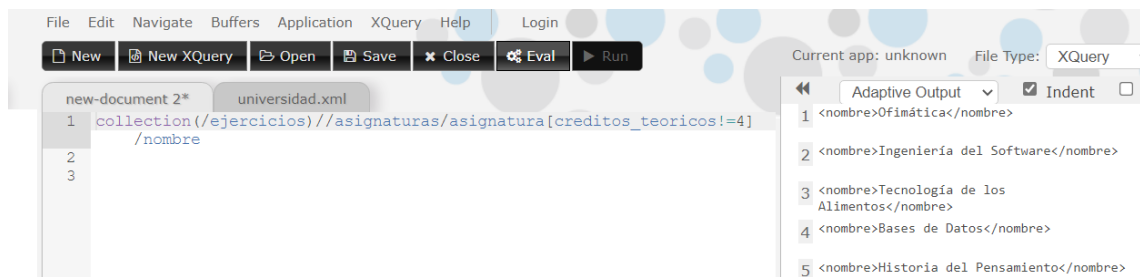 File Edit Navigate Buffers Application XQuery Help Login
New New XQuery Open Save Close Eval Run
Current app: unknown File Type: XQuery
new-document 2* universidad.xml
Adaptive Output Indent
1 collection(/ejercicios)//asignaturas/asignatura[creditos_teoricos!=4]
/nombre
2
3
1 <nombre>Ofimática</nombre>
2 <nombre>Ingeniería del Software</nombre>
3 <nombre>Tecnología de los
Alimentos</nombre>
4 <nombre>Bases de Datos</nombre>
5 <nombre>Historia del Pensamiento</nombre>